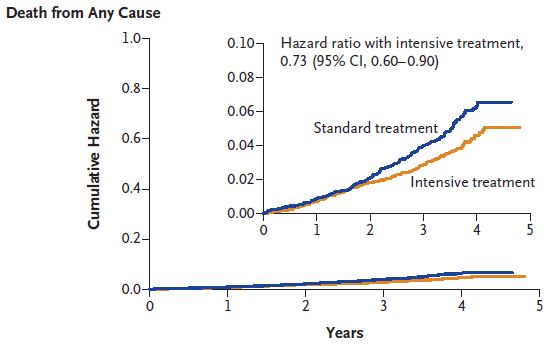 Death from Any Cause
1.0
0.8
0.6
0.4
0.2
0.0
Cumulative Hazard
0.10
0.08
0.06
0.04
0.02
0.00
Hazard ratio with intensive treatment,
0.73 (95% CI, 0.60–0.90)
Standard treatment
Intensive treatment
0 1 2 3 4 5
0 1 2 3 4 5
Years